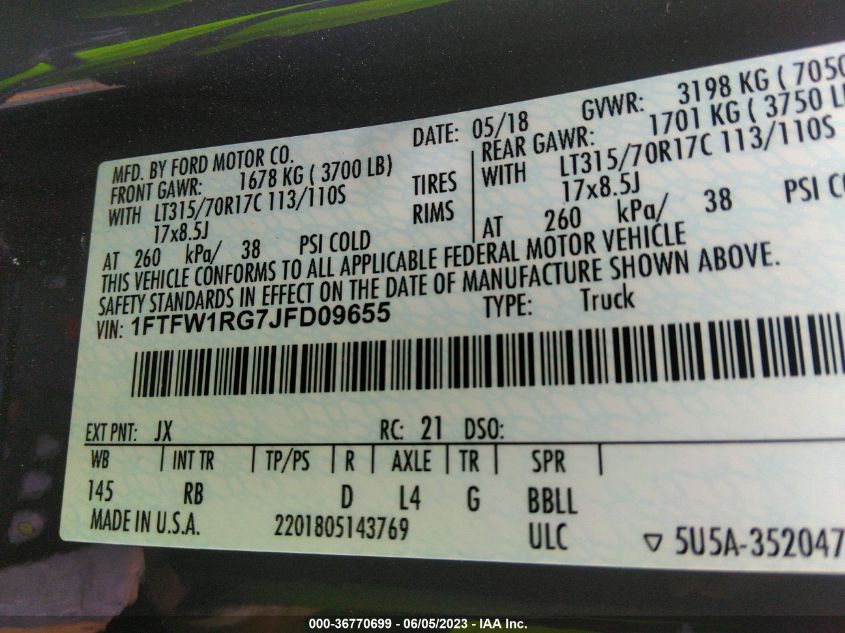 MFD. BY FORD MOTOR CO. DATE: 05/18 GVWR: 3198 KG ( 7050
FRONT GAWR: 1678 KG ( 3700 LB) REAR GAWR: 1701 KG ( 3750 L
WITH LT315/70R17C 113/110S TIRES WITH LT315/70R17C 113/110S
17x8.5J RIMS 17x8.5J
AT 260 kPa/ 38 PSI COLD AT 260 kPa/ 38 PSI C
THIS VEHICLE CONFORMS TO ALL APPLICABLE FEDERAL MOTOR VEHICLE
SAFETY STANDARDS IN EFFECT ON THE DATE OF MANUFACTURE SHOWN ABOVE.
VIN: 1FTFW1RG7JFD09655 TYPE: Truck
EXT PNT: JX RC: 21 DSO:
WB INT TR TP/PS R AXLE TR SPR
145 RB D L4 G BBLL
MADE IN U.S.A. 2201805143769 ULC ▽ 5U5A-352047
000-36770699 - 06/05/2023 - IAA Inc.